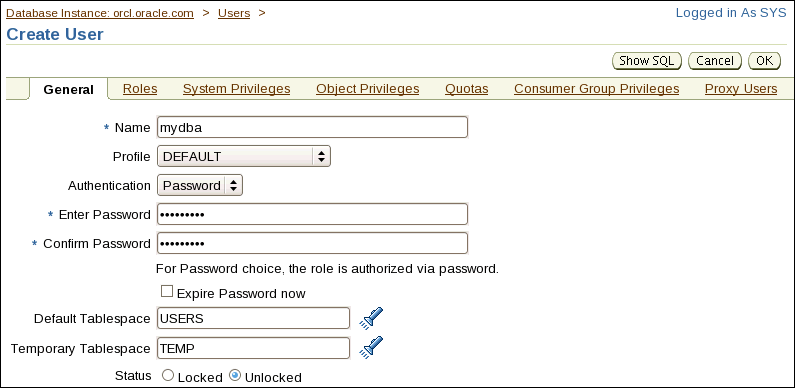 Database Instance: orcl.oracle.com > Users >
Logged in As SYS
Create User
Show SQL Cancel OK
General Roles System Privileges Object Privileges Quotas Consumer Group Privileges Proxy Users
* Name mydba
Profile DEFAULT
Authentication Password
* Enter Password •••••••••
* Confirm Password •••••••••
For Password choice, the role is authorized via password.
Expire Password now
Default Tablespace USERS
Temporary Tablespace TEMP
Status Locked Unlocked